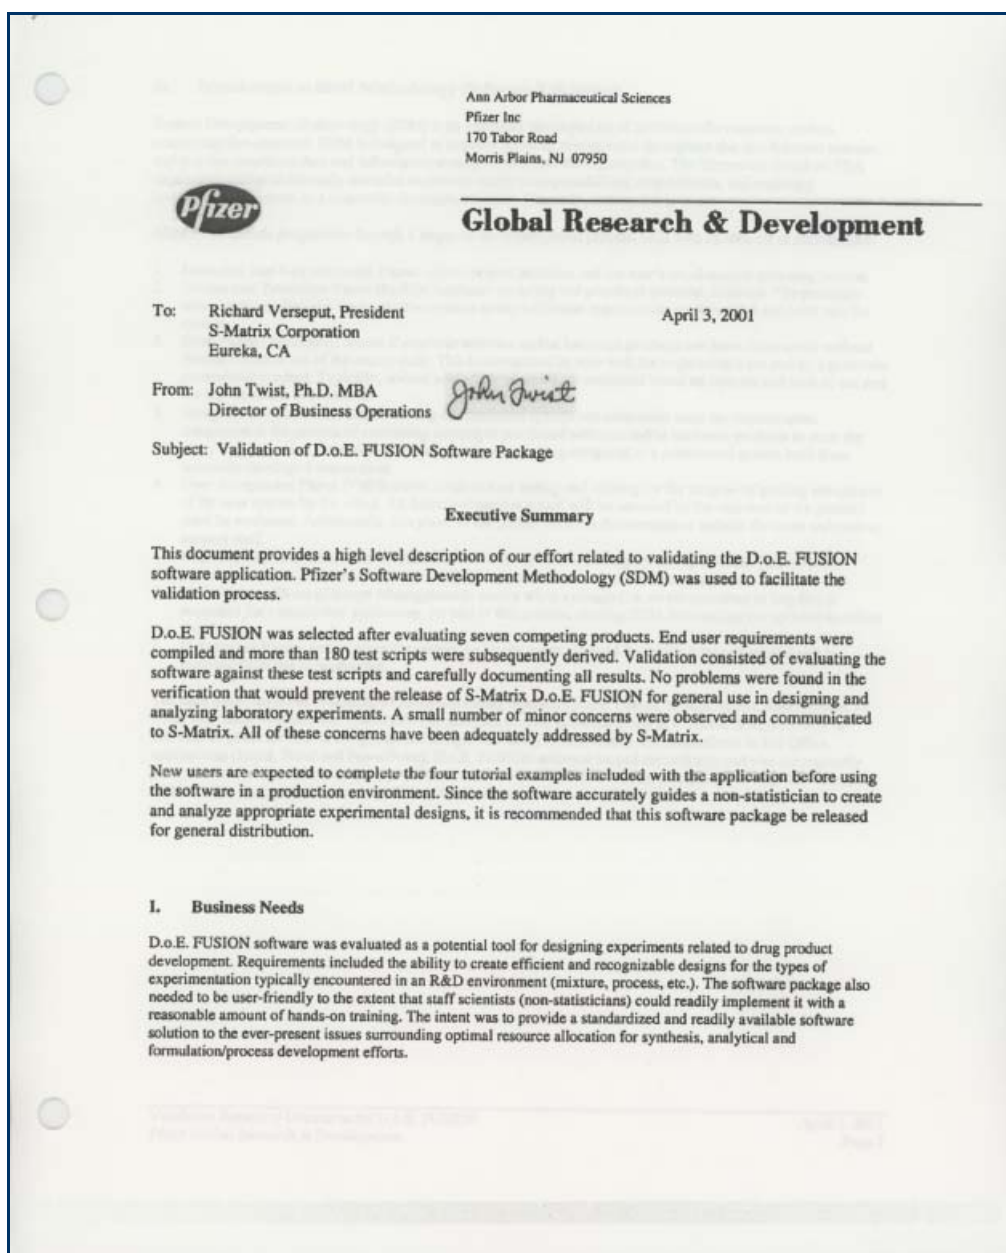 Ann Arbor Pharmaceutical Sciences
Pfizer Inc
170 Tabor Road
Morris Plains, NJ 07950
Pfizer
Global Research & Development
To: Richard Verseput, President April 3, 2001
S-Matrix Corporation
Eureka, CA
From: John Twist, Ph.D. MBA John Twist
Director of Business Operations
Subject: Validation of D.o.E. FUSION Software Package
Executive Summary
This document provides a high level description of our effort related to validating the D.o.E. FUSION
software application. Pfizer's Software Development Methodology (SDM) was used to facilitate the
validation process.
D.o.E. FUSION was selected after evaluating seven competing products. End user requirements were
compiled and more than 180 test scripts were subsequently derived. Validation consisted of evaluating the
software against these test scripts and carefully documenting all results. No problems were found in the
verification that would prevent the release of S-Matrix D.o.E. FUSION for general use in designing and
analyzing laboratory experiments. A small number of minor concerns were observed and communicated
to S-Matrix. All of these concerns have been adequately addressed by S-Matrix.
New users are expected to complete the four tutorial examples included with the application before using
the software in a production environment. Since the software accurately guides a non-statistician to create
and analyze appropriate experimental designs, it is recommended that this software package be released
for general distribution.
I. Business Needs
D.o.E. FUSION software was evaluated as a potential tool for designing experiments related to drug product
development. Requirements included the ability to create efficient and recognizable designs for the types of
experimentation typically encountered in an R&D environment (mixture, process, etc.). The software package also
needed to be user-friendly to the extent that staff scientists (non-statisticians) could readily implement it with a
reasonable amount of hands-on training. The intent was to provide a standardized and readily available software
solution to the ever-present issues surrounding optimal resource allocation for synthesis, analytical and
formulation/process development efforts.